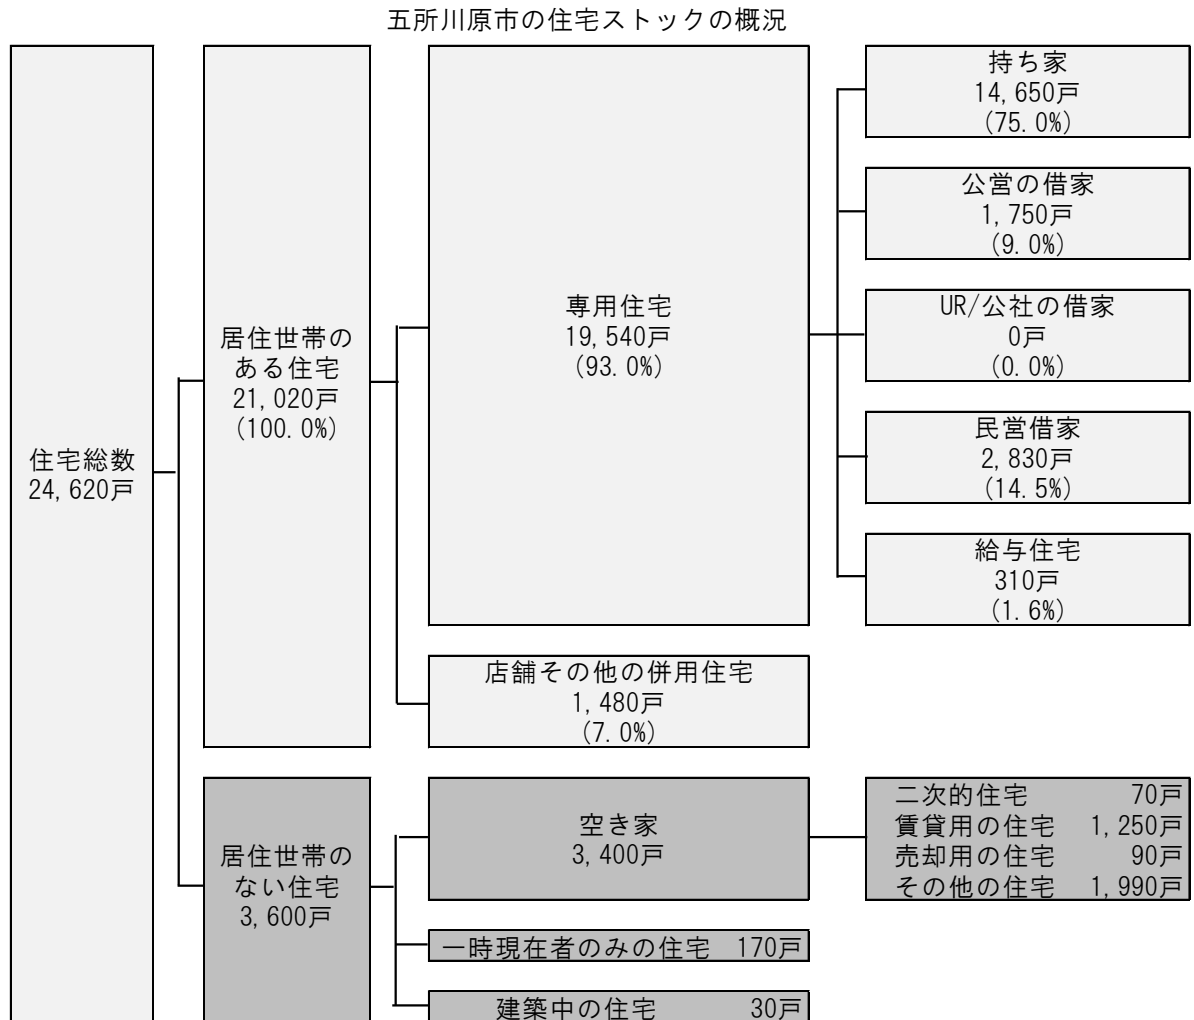 五所川原市の住宅ストックの概況
住宅総数
24,620戸
居住世帯の
ある住宅
21,020戸
(100.0%)
専用住宅
19,540戸
(93.0%)
持ち家
14,650戸
(75.0%)
公営の借家
1,750戸
(9.0%)
UR/公社の借家
0戸
(0.0%)
民営借家
2,830戸
(14.5%)
給与住宅
310戸
(1.6%)
店舗その他の併用住宅
1,480戸
(7.0%)
居住世帯の
ない住宅
3,600戸
空き家
3,400戸
二次的住宅 70戸
賃貸用の住宅 1,250戸
売却用の住宅 90戸
その他の住宅 1,990戸
一時現在者のみの住宅 170戸
建築中の住宅 30戸